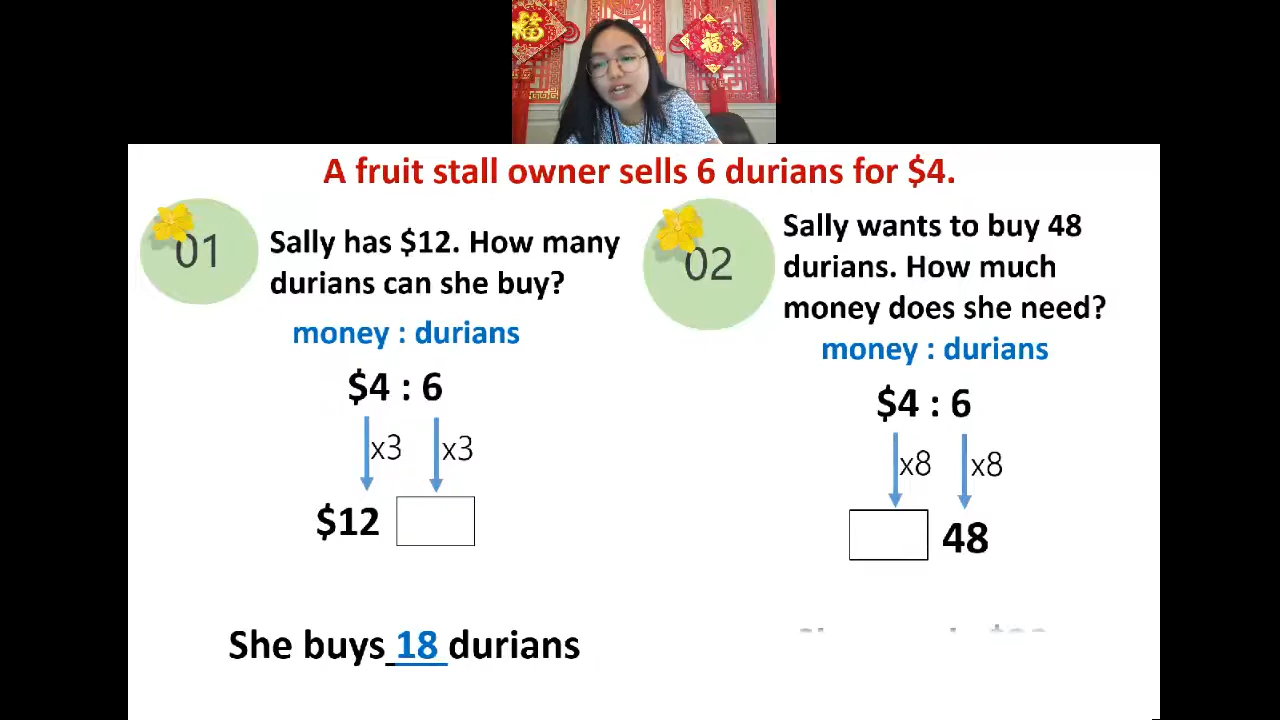 福
福
A fruit stall owner sells 6 durians for $4.
01
Sally has $12. How many
durians can she buy?
money : durians
$4 : 6
x3 x3
$12
She buys 18 durians
02
Sally wants to buy 48
durians. How much
money does she need?
money : durians
$4 : 6
x8 x8
48